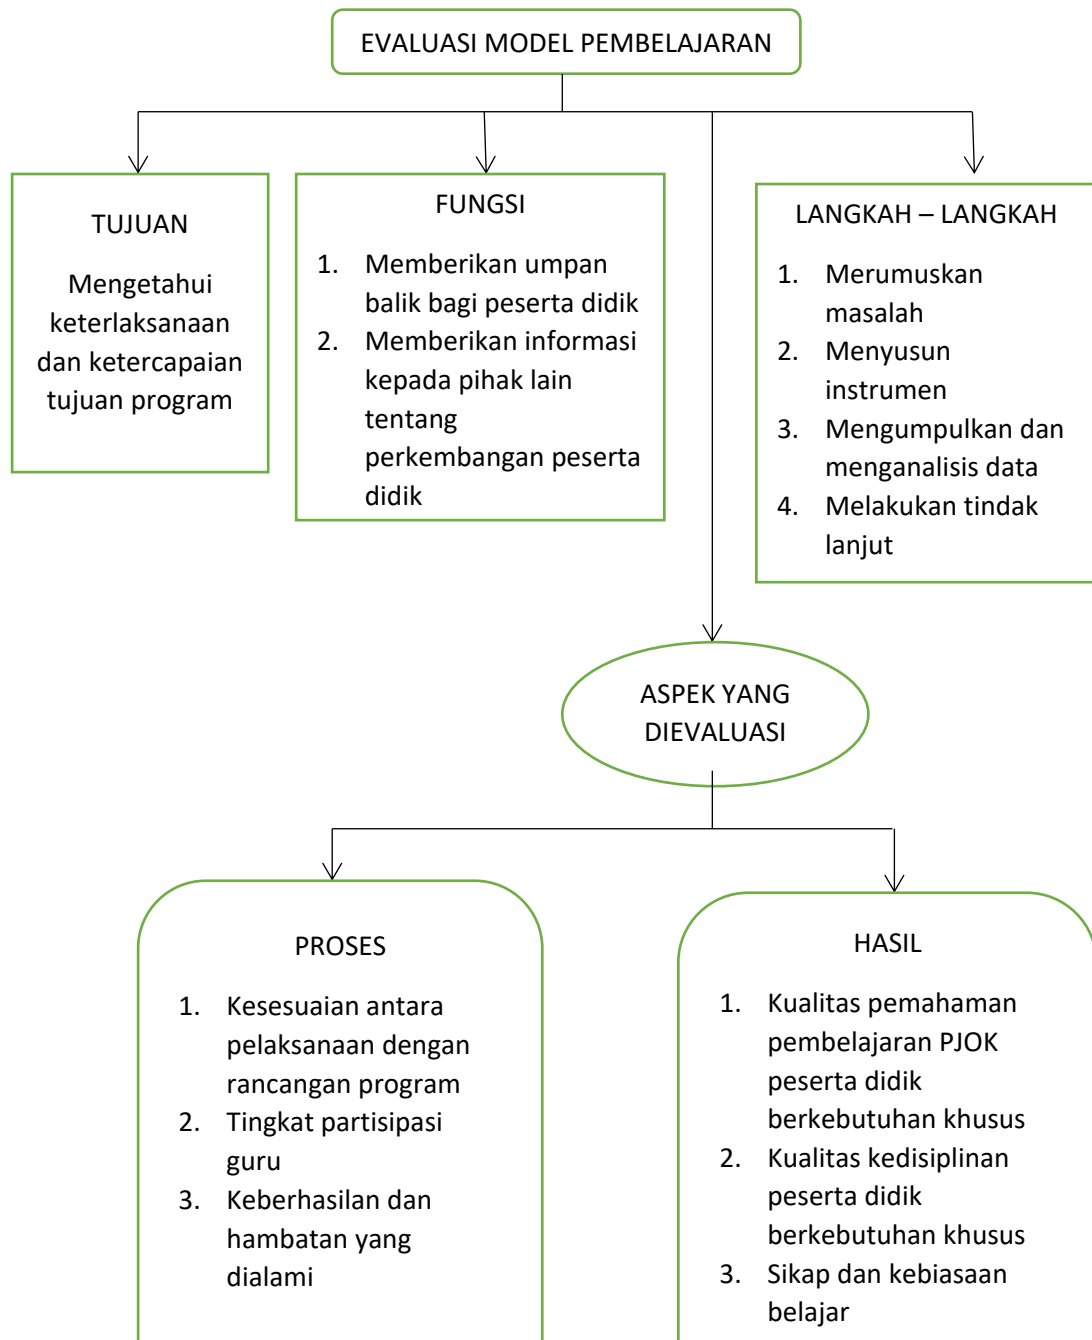 EVALUASI MODEL PEMBELAJARAN
TUJUAN
Mengetahui
keterlaksanaan
dan ketercapaian
tujuan program
FUNGSI
1. Memberikan umpan
balik bagi peserta didik
2. Memberikan informasi
kepada pihak lain
tentang
perkembangan peserta
didik
LANGKAH – LANGKAH
1. Merumuskan
masalah
2. Menyusun
instrumen
3. Mengumpulkan dan
menganalisis data
4. Melakukan tindak
lanjut
ASPEK YANG
DIEVALUASI
PROSES
1. Kesesuaian antara
pelaksanaan dengan
rancangan program
2. Tingkat partisipasi
guru
3. Keberhasilan dan
hambatan yang
dialami
HASIL
1. Kualitas pemahaman
pembelajaran PJOK
peserta didik
berkebutuhan khusus
2. Kualitas kedisiplinan
peserta didik
berkebutuhan khusus
3. Sikap dan kebiasaan
belajar